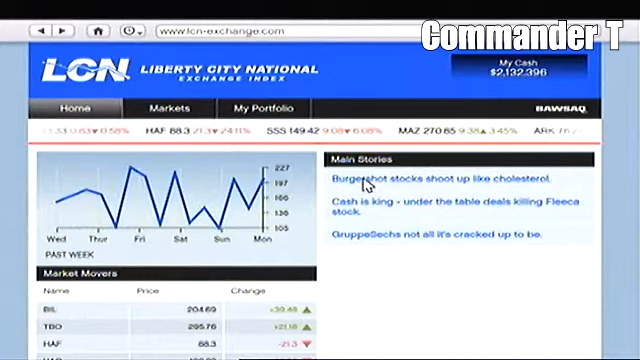 Commander T
www.lcn-exchange.com
My Cash
$2,132,396
LCN LIBERTY CITY NATIONAL
EXCHANGE INDEX
Home Markets My Portfolio BAWSAQ
0.58% HAF 88.3 21.3▼24.11% SSS 149.42 9.08▼6.08% MAZ 270.85 9.38▲3.45% ARK
227
197
166
136
105
Wed Thur Fri Sat Sun Mon
PAST WEEK
Main Stories
Burgershot stocks shoot up like cholesterol.
Cash is king - under the table deals killing Fleeca
stock.
GruppeSechs not all it's cracked up to be.
Market Movers
Name Price Change
BIL 204.69 +39.48▲
TBO 295.76 +21.18▲
HAF 88.3 -21.3▼